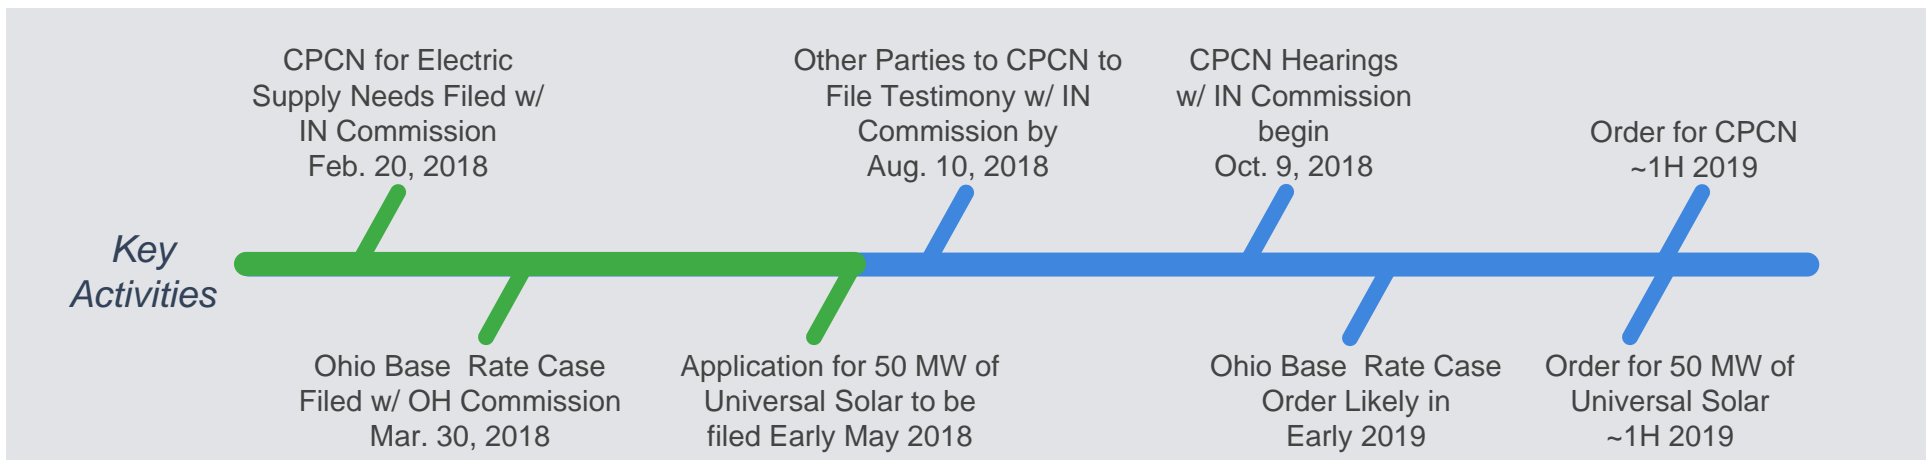 CPCN for Electric
Supply Needs Filed w/
IN Commission
Feb. 20, 2018
Other Parties to CPCN to
File Testimony w/ IN
Commission by
Aug. 10, 2018
CPCN Hearings
w/ IN Commission
begin
Oct. 9, 2018
Order for CPCN
~1H 2019
Key
Activities
Ohio Base  Rate Case
Filed w/ OH Commission
Mar. 30, 2018
Application for 50 MW of
Universal Solar to be
filed Early May 2018
Ohio Base  Rate Case
Order Likely in
Early 2019
Order for 50 MW of
Universal Solar
~1H 2019